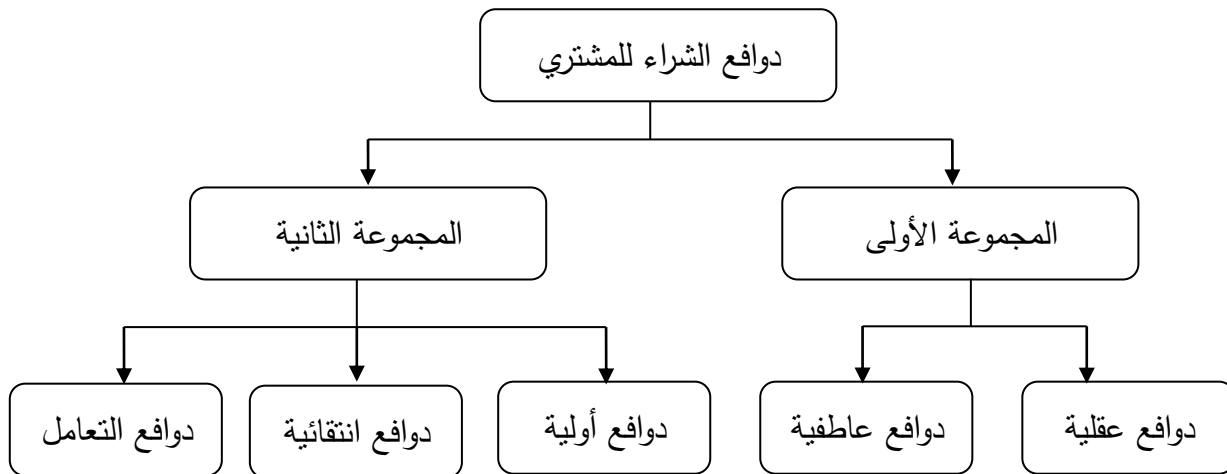 دوافع الشراء للمشتري
المجموعة الأولى
المجموعة الثانية
دوافع عقلية
دوافع عاطفية
دوافع أولية
دوافع انتقائية
دوافع التعامل